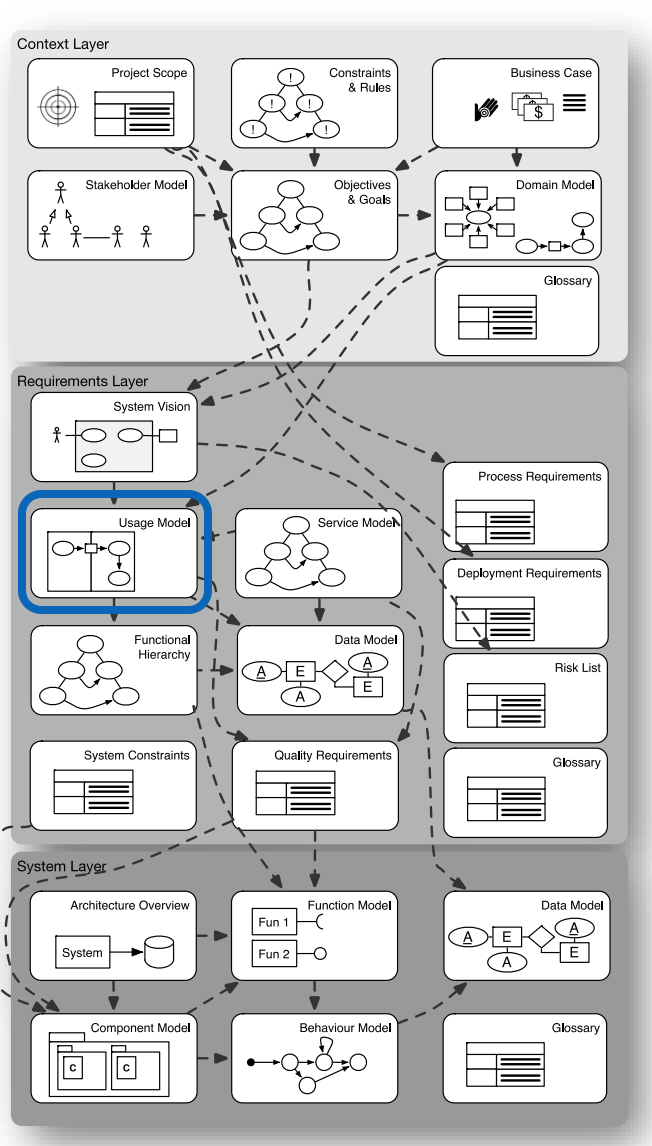 Context Layer
Project Scope
Constraints
& Rules
!
! !
! !
Business Case
$
Stakeholder Model
Objectives
& Goals
Domain Model
Glossary
Requirements Layer
System Vision
Process Requirements
Usage Model
Service Model
Deployment Requirements
Functional
Hierarchy
Data Model
A E A
A E
Risk List
System Constraints
Quality Requirements
Glossary
System Layer
Architecture Overview
System
Function Model
Fun 1
Fun 2
Data Model
A E A
A E
Component Model
C C
Behaviour Model
Glossary